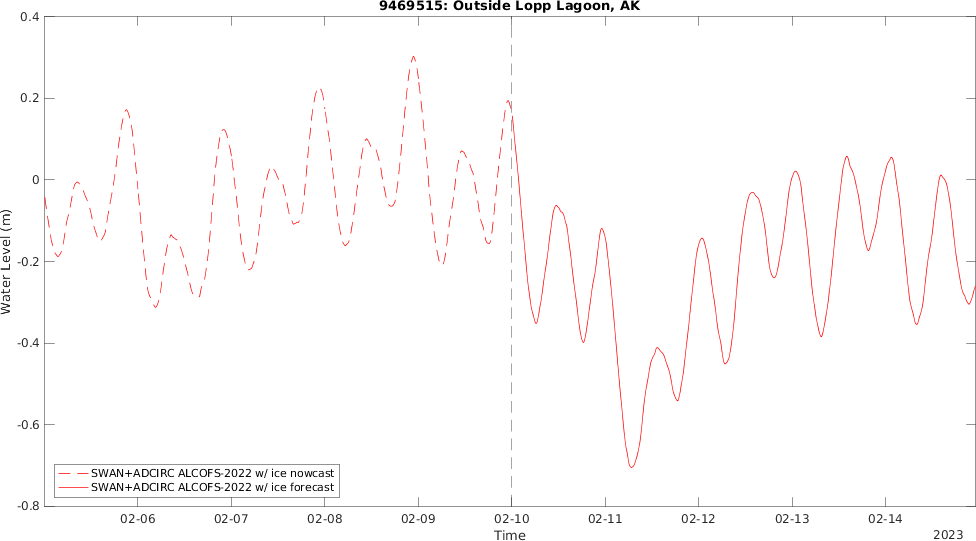 9469515: Outside Lopp Lagoon, AK
0.4
0.2
0
-0.2
-0.4
-0.6
-0.8
Water Level (m)
SWAN+ADCIRC ALCOFS-2022 w/ ice nowcast
SWAN+ADCIRC ALCOFS-2022 w/ ice forecast
02-06 02-07 02-08 02-09 02-10 02-11 02-12 02-13 02-14
Time
2023